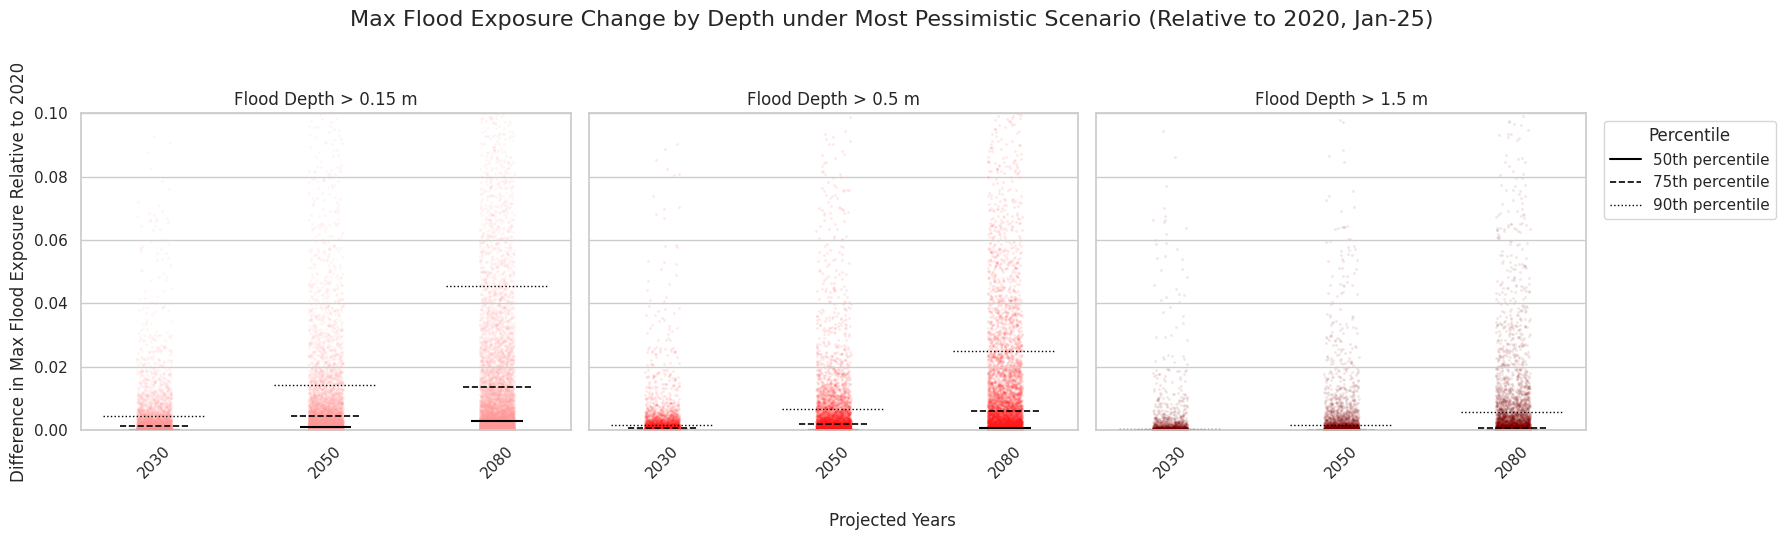 Max Flood Exposure Change by Depth under Most Pessimistic Scenario (Relative to 2020, Jan-25)
Difference in Max Flood Exposure Relative to 2020
Flood Depth > 0.15 m
Flood Depth > 0.5 m
Flood Depth > 1.5 m
0.10
0.08
0.06
0.04
0.02
0.00
2030
2050
2080
2030
2050
2080
2030
2050
2080
Projected Years
Percentile
50th percentile
75th percentile
90th percentile